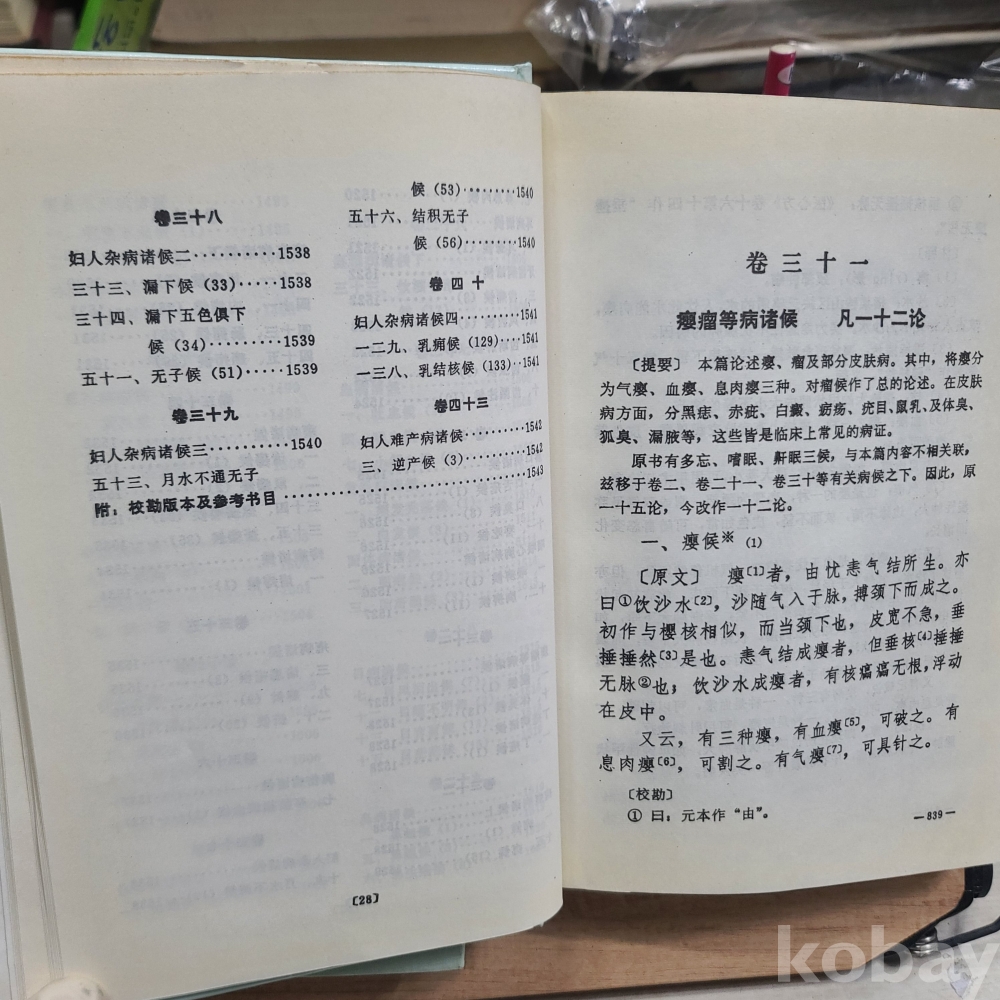 卷三十八
妇人杂病诸候二··········1538
三十三、漏下候（33）·····1538
三十四、漏下五色俱下
候（34）··········1539
五十一、无子候（51）·····1539
卷三十九
妇人杂病诸候三·········1540
五十三、月水不通无子
候（53）·········1540
五十六、结积无子
候（56）·········1540
卷四十
妇人杂病诸候四·········1541
一二九、乳痈候（129）····1541
一三八、乳结核候（133）··1541
卷四十三
妇人难产病诸候·········1542
三、逆产候（3）·········1542
附：校勘版本及参考书目······························1543
〔28〕
卷三十一
瘿瘤等病诸候　凡一十二论
〔提要〕　本篇论述瘿、瘤及部分皮肤病。其中，将瘿分
为气瘿、血瘿、息肉瘿三种。对瘤候作了总的论述。在皮肤
病方面，分黑痣、赤疵、白癜、疬疡、疣目、鼠乳、及体臭、
狐臭、漏腋等，这些皆是临床上常见的病证。
原书有多忘、嗜眠、鼾眠三候，与本篇内容不相关联，
兹移于卷二、卷二十一、卷三十等有关病候之下。因此，原
一十五论，今改作一十二论。
一、瘿候※（1）
〔原文〕　瘿〔1〕者，由忧恚气结所生。亦
曰①饮沙水〔2〕，沙随气入于脉，搏颈下而成之。
初作与樱核相似，而当颈下也，皮宽不急，垂
捶捶然〔3〕是也。恚气结成瘿者，但垂核〔4〕捶捶
无脉②也；饮沙水成瘿者，有核瘑瘑无根，浮动
在皮中。
又云，有三种瘿，有血瘿〔5〕，可破之。有
息肉瘿〔6〕，可割之。有气瘿〔7〕，可具针之。
〔校勘〕
①曰：元本作“由”。
—839—
kobay